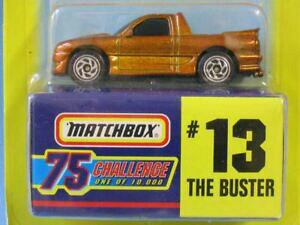 MATCHBOX
75 CHALLENGE
ONE OF 10,000
#13
THE BUSTER